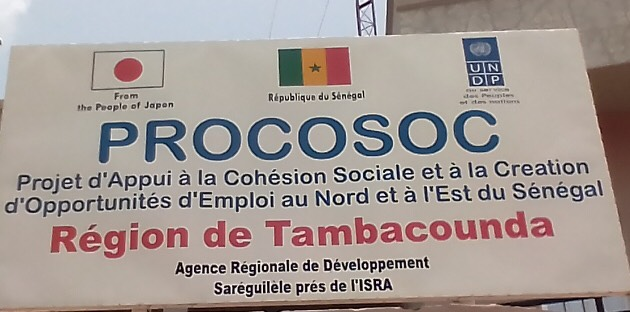 From
the People of Japan
République du Sénégal
UN
DP
au service
des Peuples
et des nations
PROCOSOC
Projet d'Appui à la Cohésion Sociale et à la Creation
d'Opportunités d'Emploi au Nord et à l'Est du Sénégal
Région de Tambacounda
Agence Régionale de Développement
Saréguilèle prés de l'ISRA